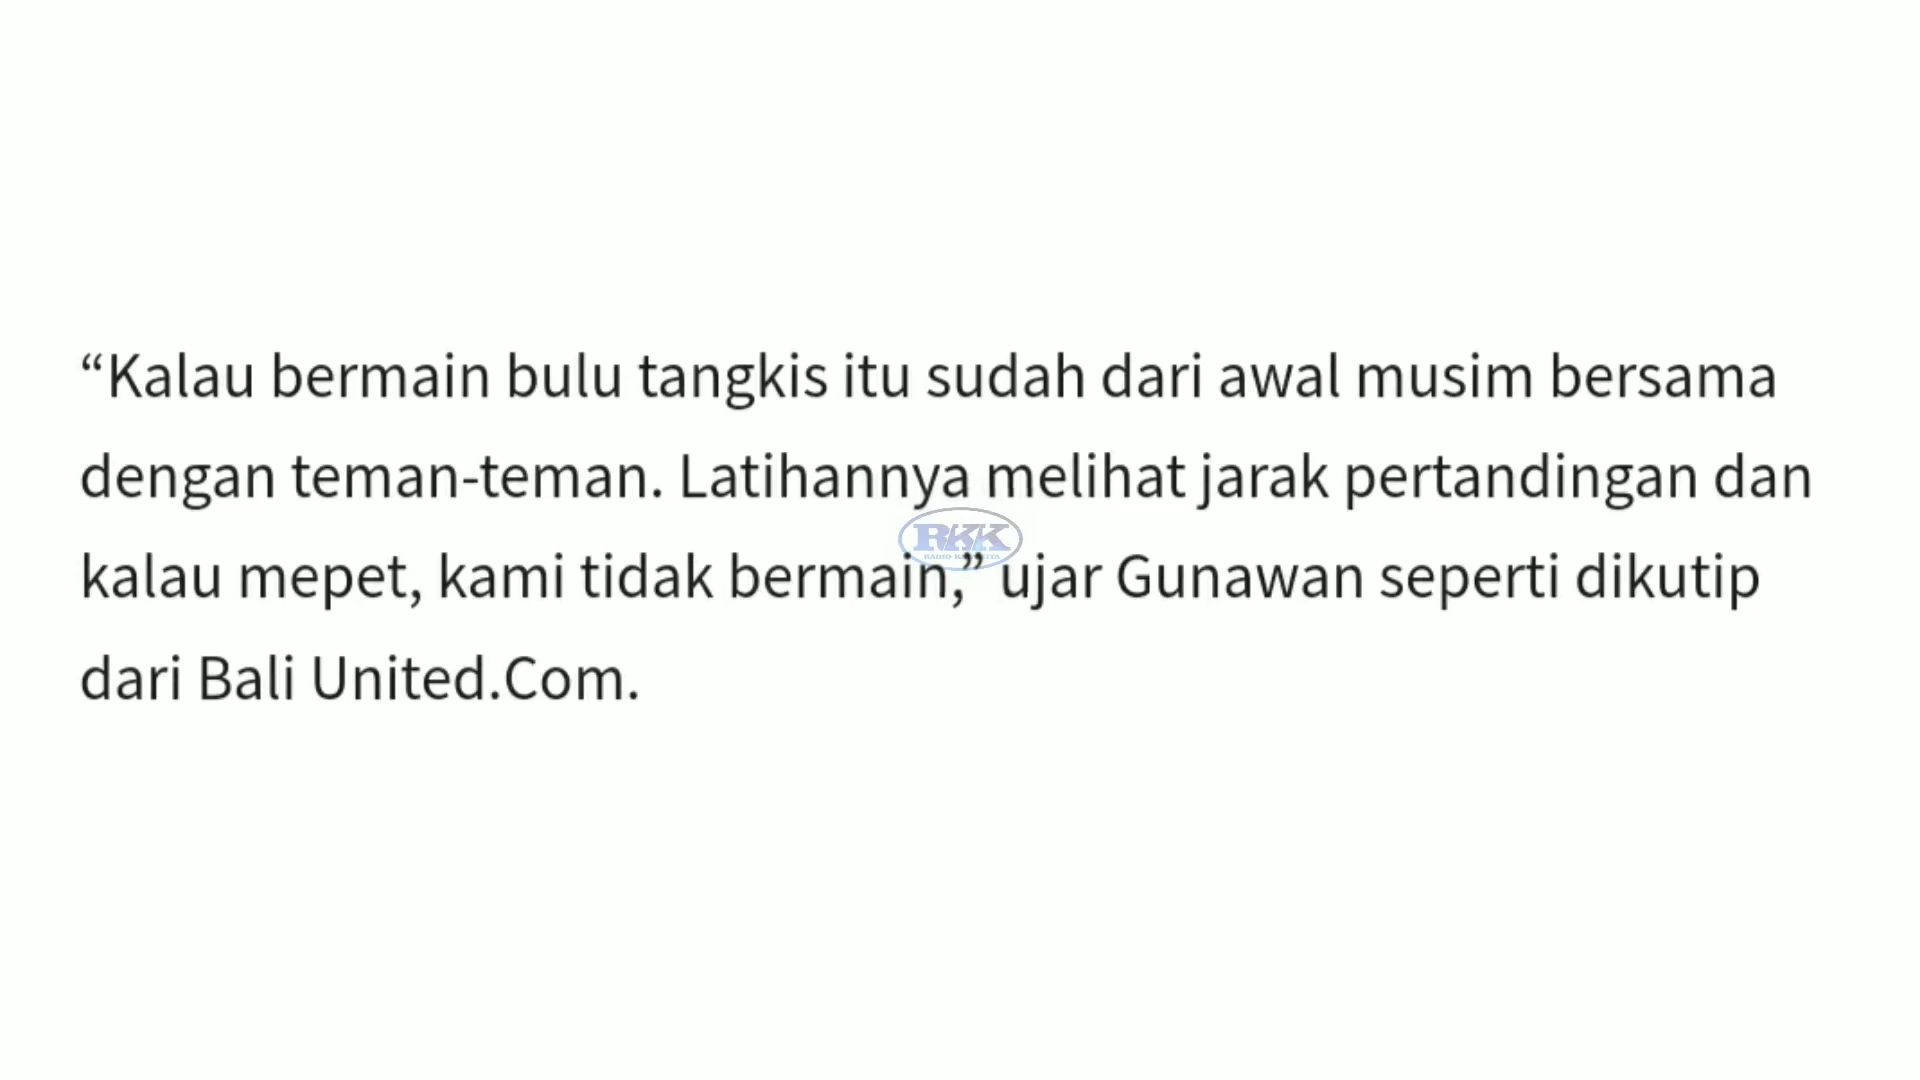 “Kalau bermain bulu tangkis itu sudah dari awal musim bersama
dengan teman-teman. Latihannya melihat jarak pertandingan dan
RKK
kalau mepet, kami tidak bermain,” ujar Gunawan seperti dikutip
dari Bali United.Com.